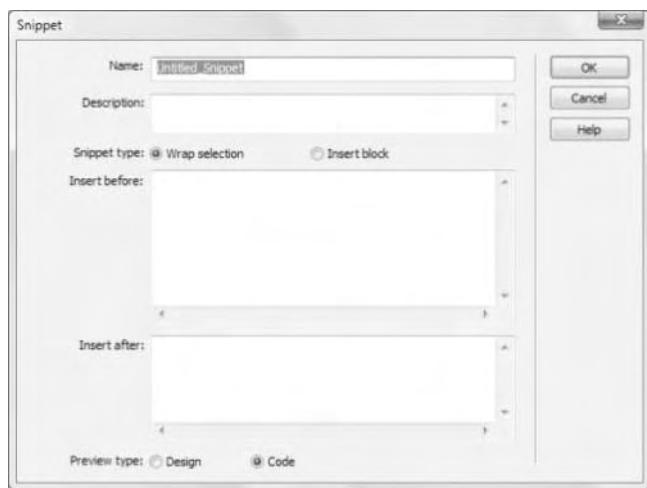 Snippet
Name: Untitled_Snippet
OK
Description:
Cancel
Help
Snippet type: Wrap selection Insert block
Insert before:
Insert after:
Preview type: Design Code